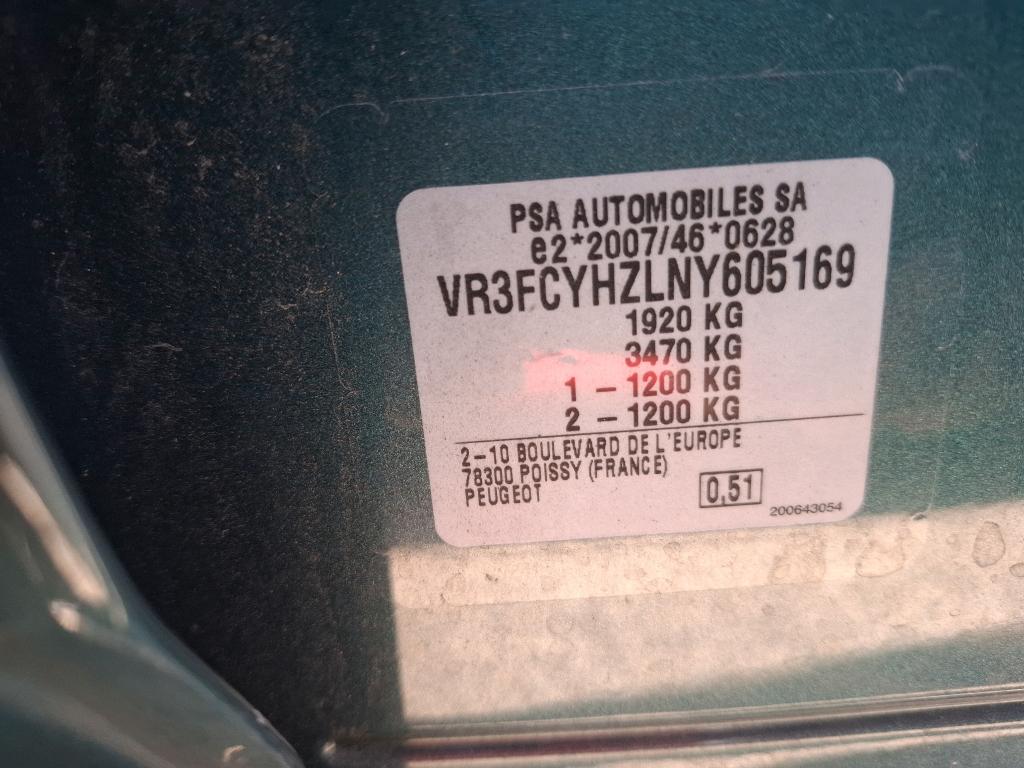 PSA AUTOMOBILES SA
e2*2007/46*0628
VR3FCYHZLNY605169
1920 KG
3470 KG
1 – 1200 KG
2 – 1200 KG
2–10 BOULEVARD DE L'EUROPE
78300 POISSY (FRANCE)
PEUGEOT
0,51
200643054